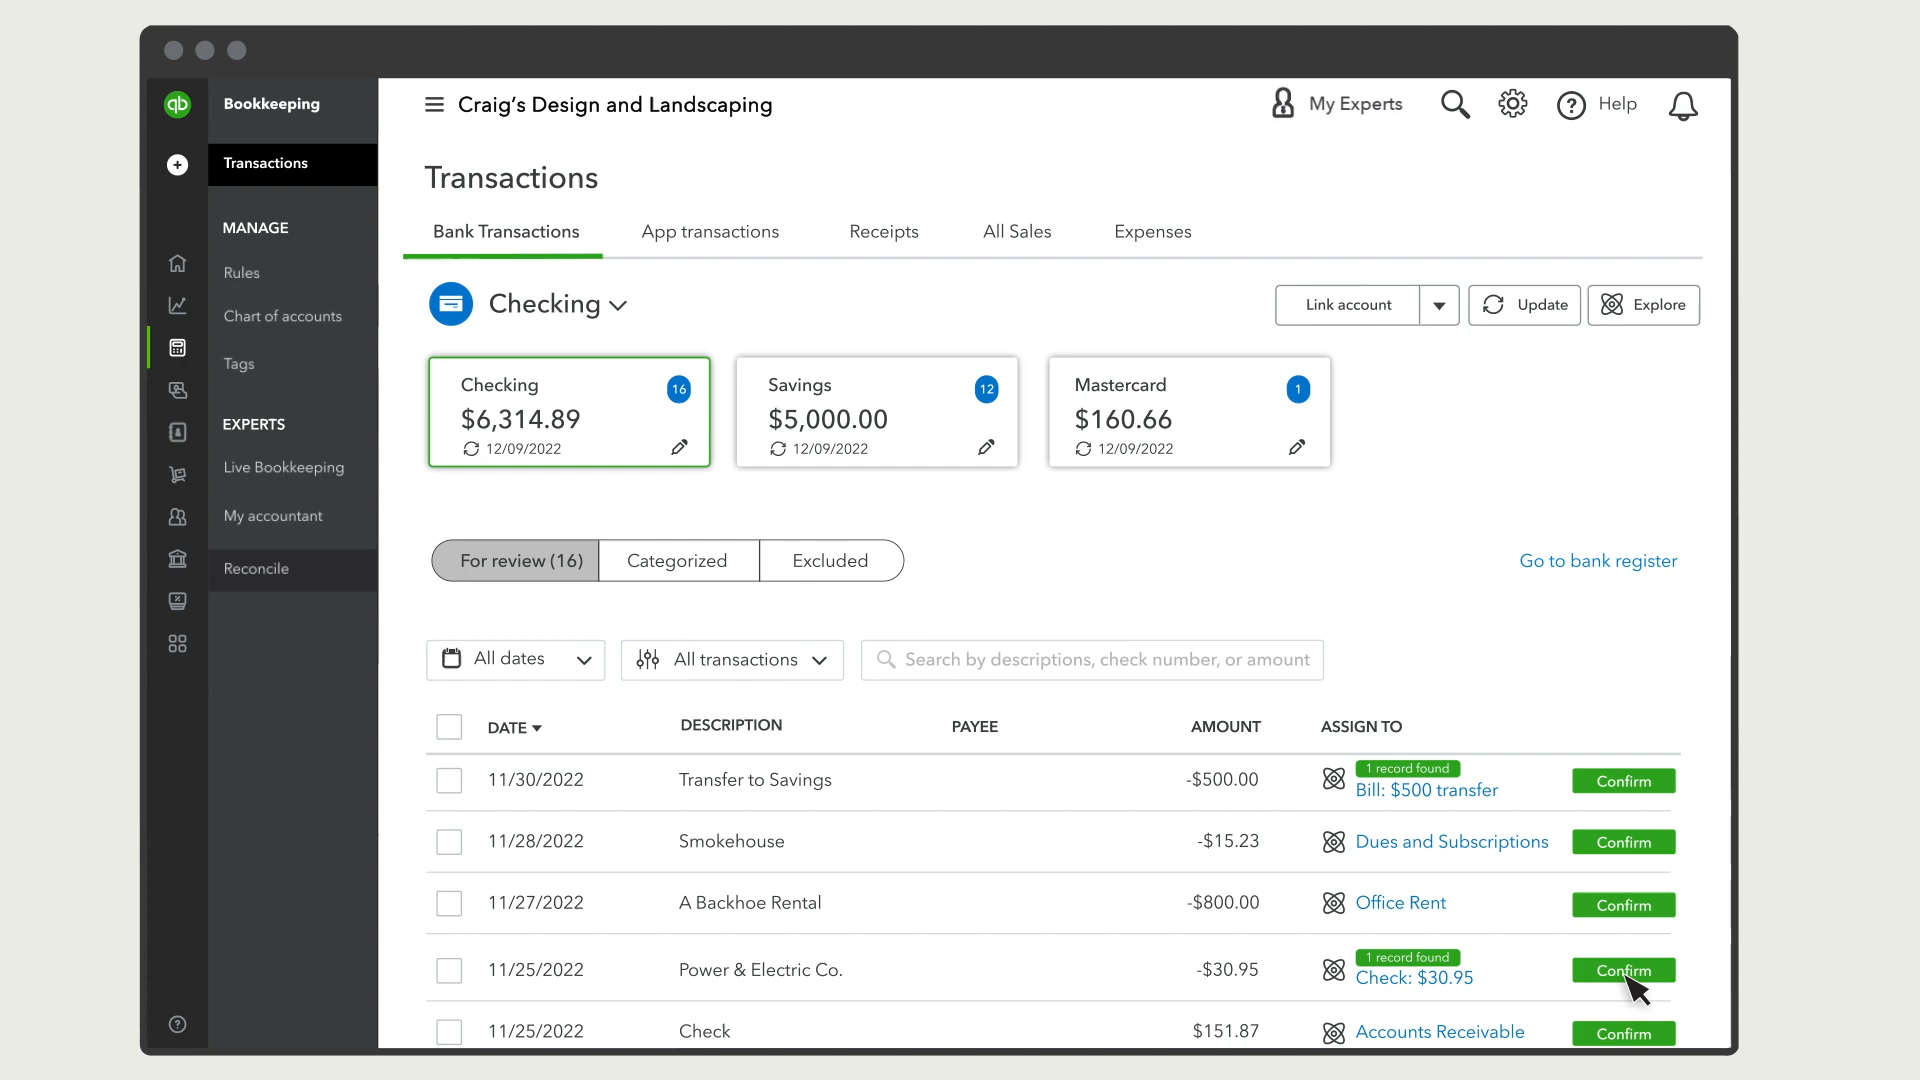 qb
Bookkeeping
Craig's Design and Landscaping
My Experts
Help
Transactions
MANAGE
Rules
Chart of accounts
Tags
EXPERTS
Live Bookkeeping
My accountant
Reconcile
Transactions
Bank Transactions
App transactions
Receipts
All Sales
Expenses
Checking
Link account
Update
Explore
Checking
16
$6,314.89
12/09/2022
Savings
12
$5,000.00
12/09/2022
Mastercard
1
$160.66
12/09/2022
For review (16)
Categorized
Excluded
Go to bank register
All dates
All transactions
Search by descriptions, check number, or amount
DATE DESCRIPTION PAYEE AMOUNT ASSIGN TO
11/30/2022 Transfer to Savings -$500.00 1 record found Confirm
Bill: $500 transfer
11/28/2022 Smokehouse -$15.23 Dues and Subscriptions Confirm
11/27/2022 A Backhoe Rental -$800.00 Office Rent Confirm
11/25/2022 Power & Electric Co. -$30.95 1 record found Confirm
Check: $30.95
11/25/2022 Check $151.87 Accounts Receivable Confirm